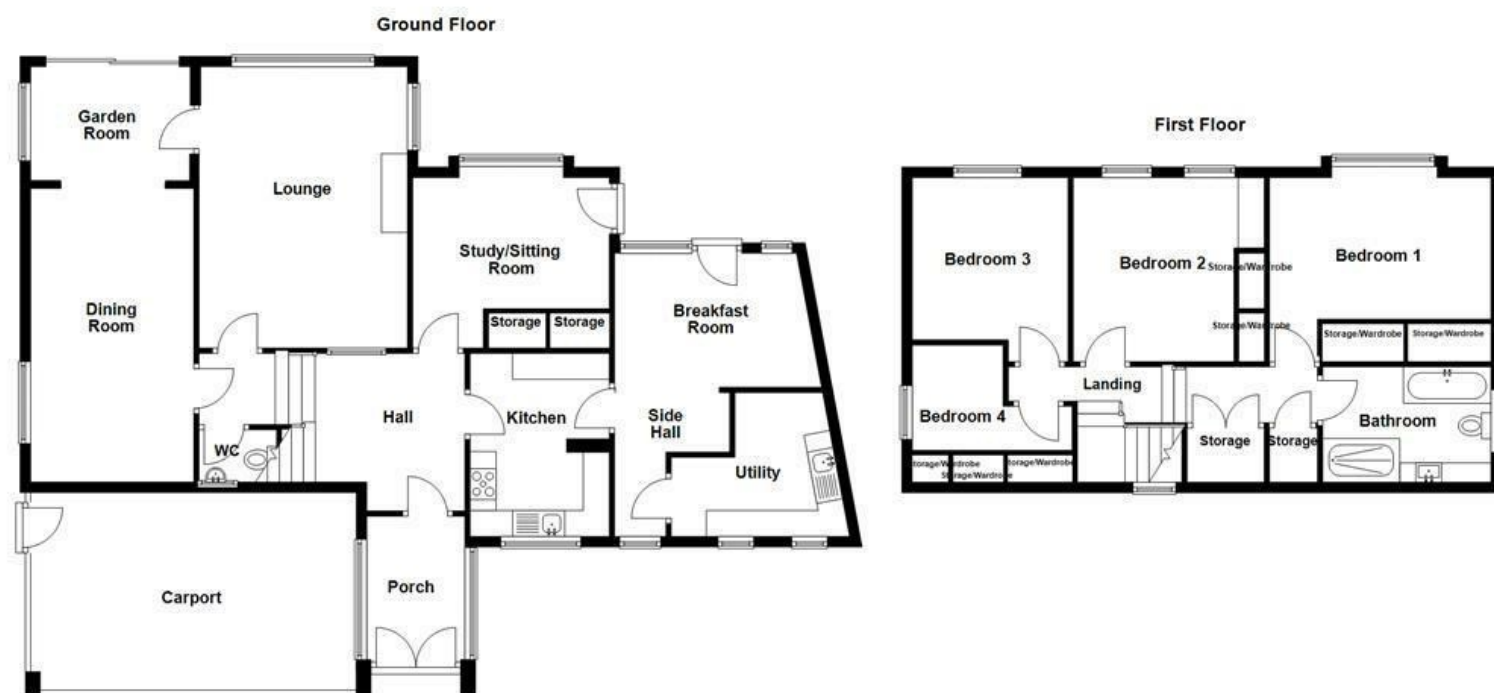 Ground Floor
Garden
Room
Lounge
Study/Sitting
Room
Dining
Room
Storage
Storage
Breakfast
Room
Hall
Kitchen
Side
Hall
WC
Utility
Porch
Carport
First Floor
Bedroom 3
Bedroom 2
Storage/Wardrobe
Bedroom 1
Storage/Wardrobe
Storage/Wardrobe
Storage/Wardrobe
Landing
Bedroom 4
Bathroom
Storage
Storage
Storage/Wardrobe
Storage/Wardrobe
Storage/Wardrobe